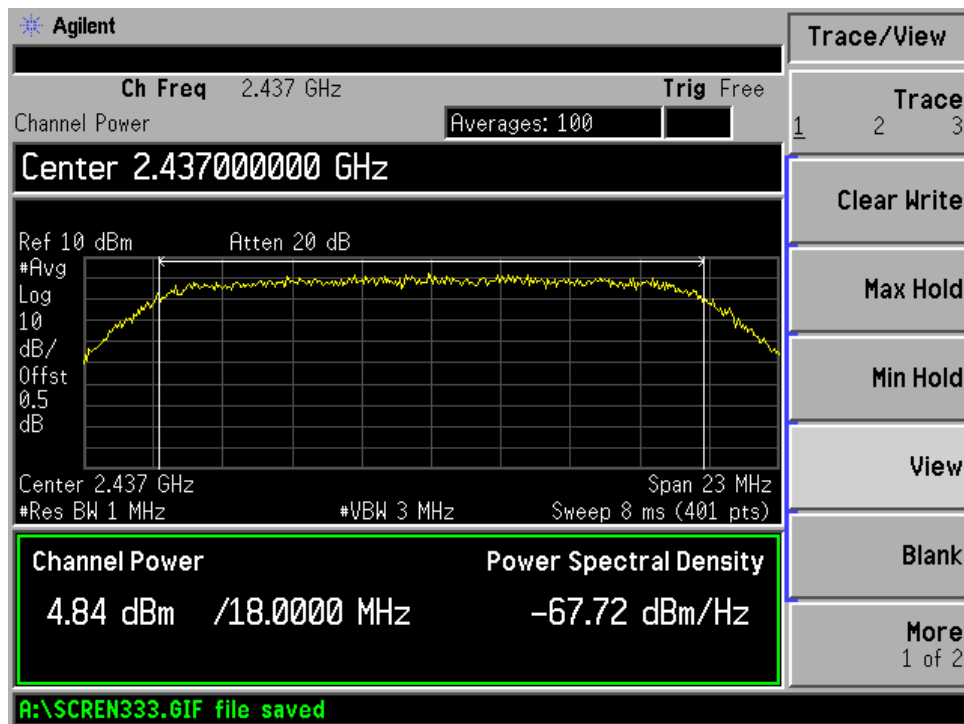 Agilent
Trace/View
Ch Freq 2.437 GHz Trig Free
Channel Power Averages: 100
Trace
1 2 3
Center 2.437000000 GHz
Clear Write
Ref 10 dBm Atten 20 dB
#Avg
Log
10
dB/
Offst
0.5
dB
Max Hold
Min Hold
View
Center 2.437 GHz Span 23 MHz
#Res BW 1 MHz #VBW 3 MHz Sweep 8 ms (401 pts)
Channel Power Power Spectral Density
4.84 dBm /18.0000 MHz -67.72 dBm/Hz
Blank
More
1 of 2
A:\SCREN333.GIF file saved